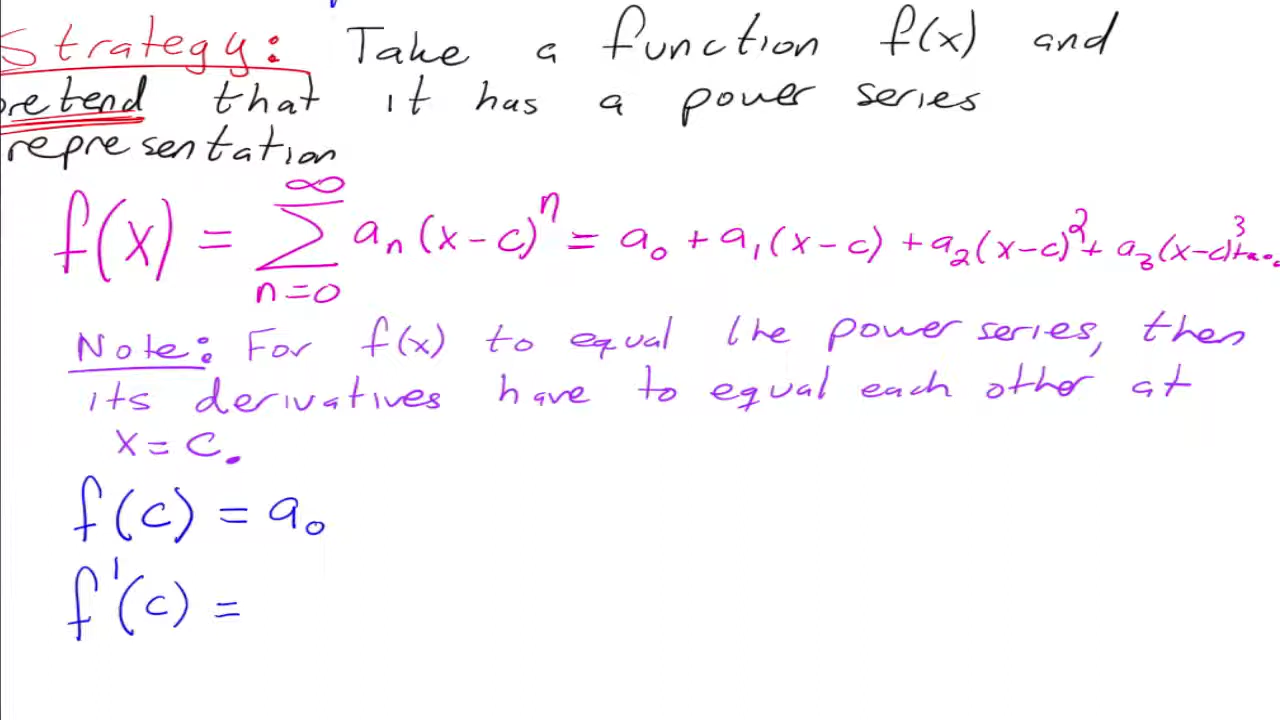 Strategy: Take a function f(x) and
pretend that it has a power series
representation
f(x) = ∑_{n=0}^{∞} a_n (x-c)^n = a_0 + a_1(x-c) + a_2(x-c)^2 + a_3(x-c)^3+...
Note: For f(x) to equal the power series, then
its derivatives have to equal each other at
x = c.
f(c) = a_0
f'(c) =